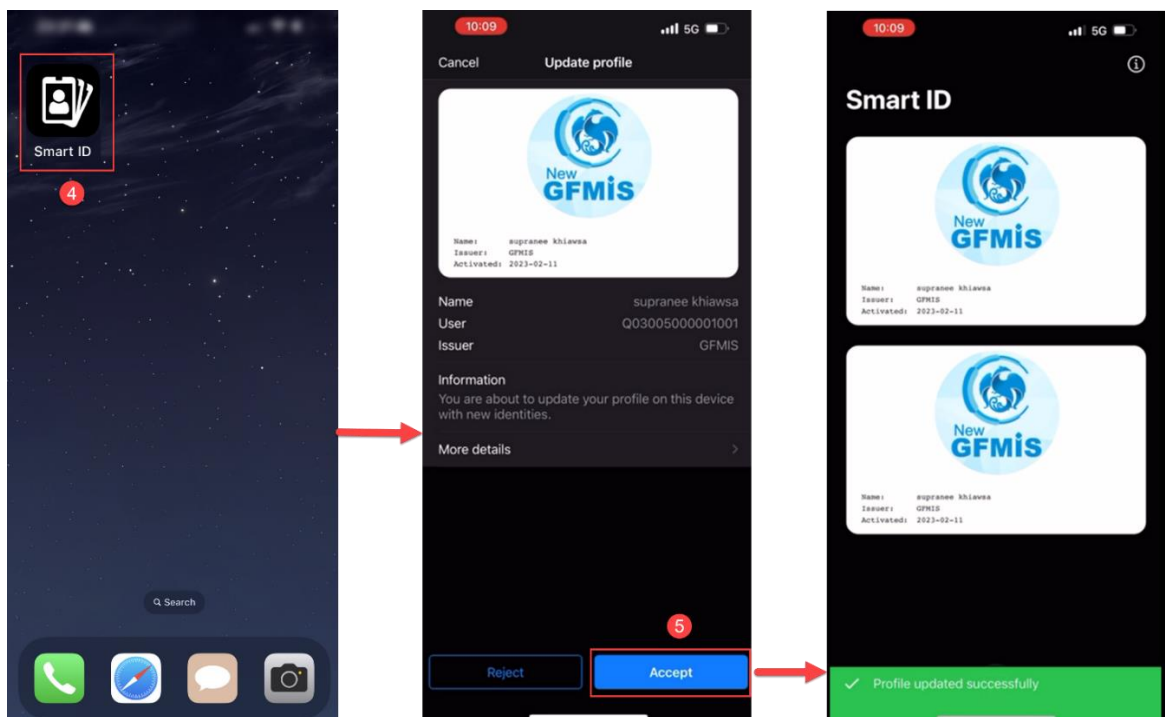 Smart ID
4
Search
10:09
5G
Cancel
Update profile
New
GFMIS
Name: supranee khiawsa
Issuer: GFMIS
Activated: 2023-02-11
Name supranee khiawsa
User Q03005000001001
Issuer GFMIS
Information
You are about to update your profile on this device
with new identities.
More details
5
Reject
Accept
10:09
5G
Smart ID
New
GFMIS
Name: supranee khiawsa
Issuer: GFMIS
Activated: 2023-02-11
New
GFMIS
Name: supranee khiawsa
Issuer: GFMIS
Activated: 2023-02-11
Profile updated successfully